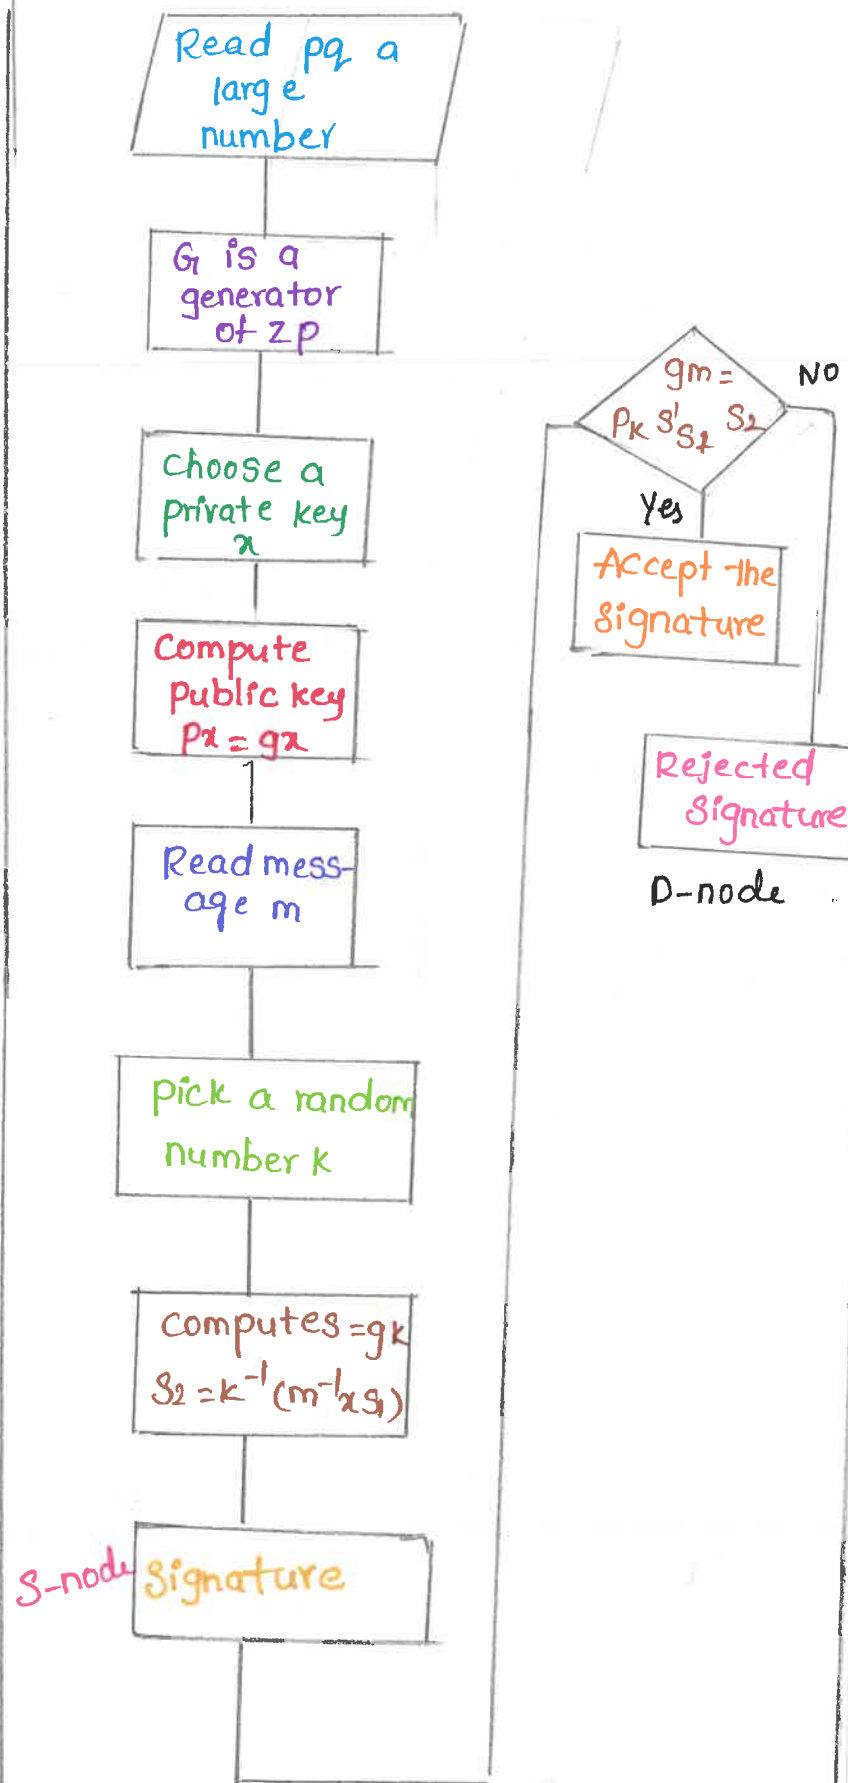 Read pq a
large
number
G is a
generator
of Zp
choose a
private key
x
Compute
Public key
Px = gx
Read mess-
age m
Pick a random
number k
computes = gk
S2 = k⁻¹ (m⁻¹xS1)
S-node Signature
gm =
PK S'S1 S2
NO
Yes
Accept the
Signature
Rejected
Signature
D-node